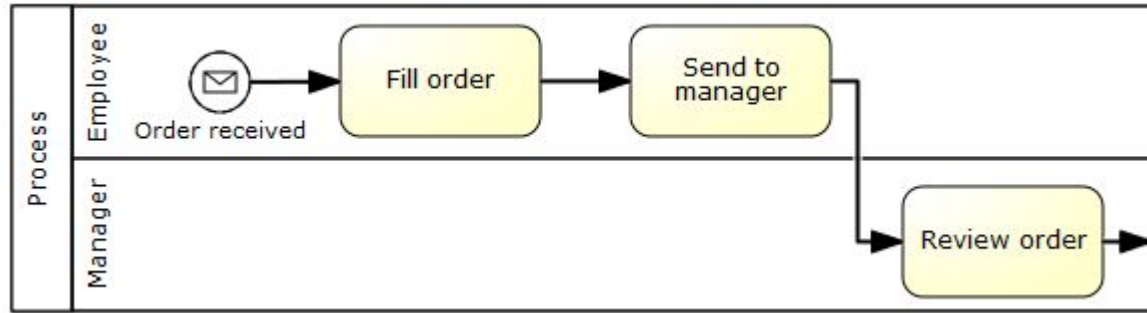 Process
Employee
Order received
Fill order
Send to
manager
Manager
Review order